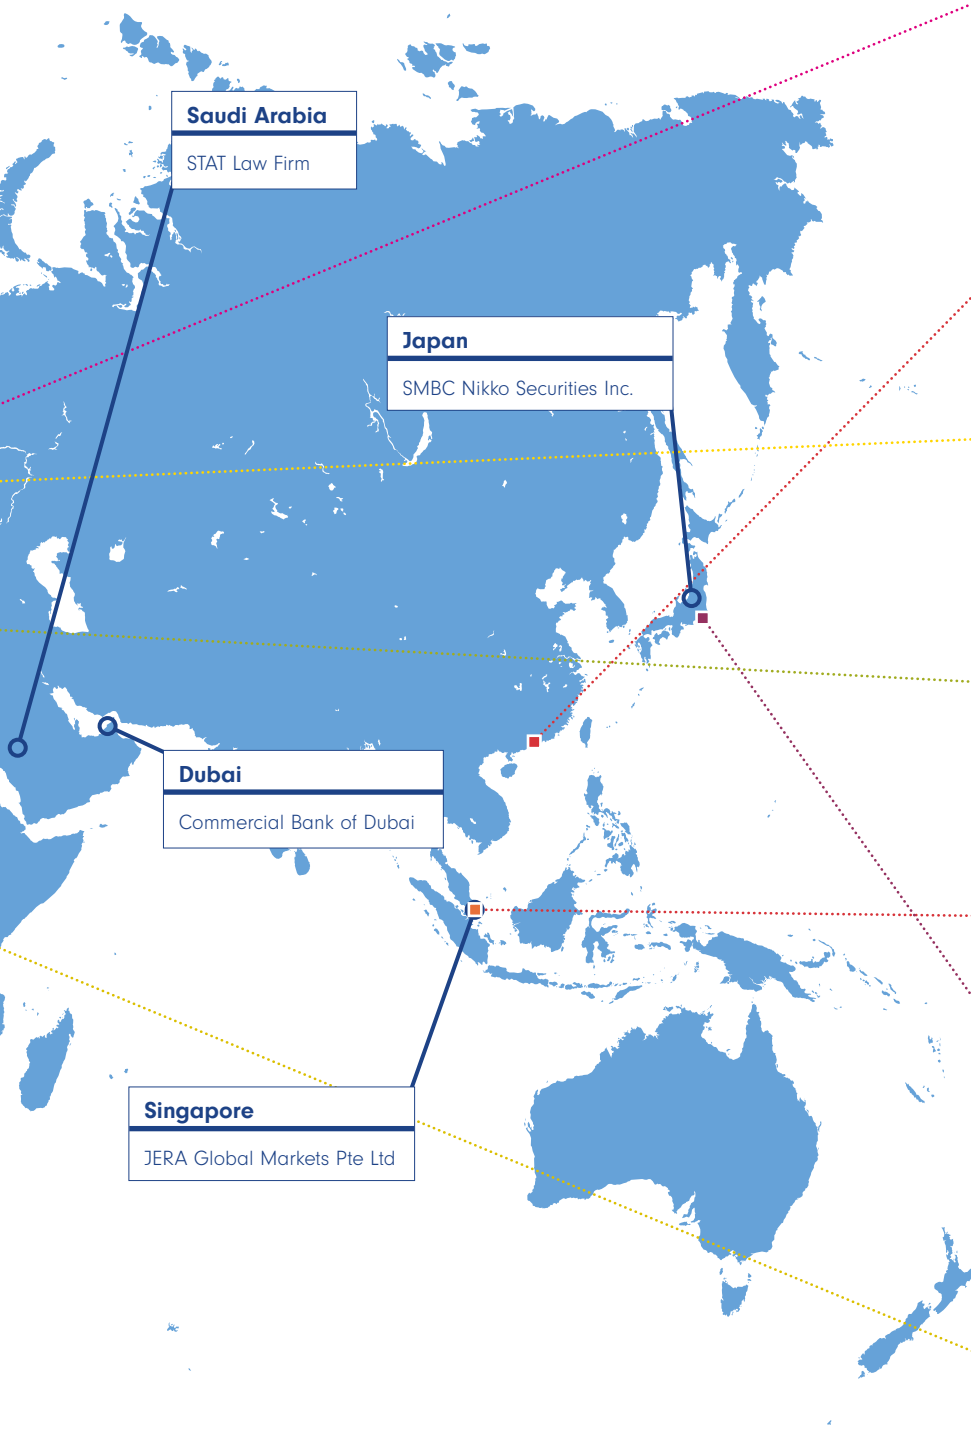 Saudi Arabia
STAT Law Firm
Japan
SMBC Nikko Securities Inc.
Dubai
Commercial Bank of Dubai
Singapore
JERA Global Markets Pte Ltd